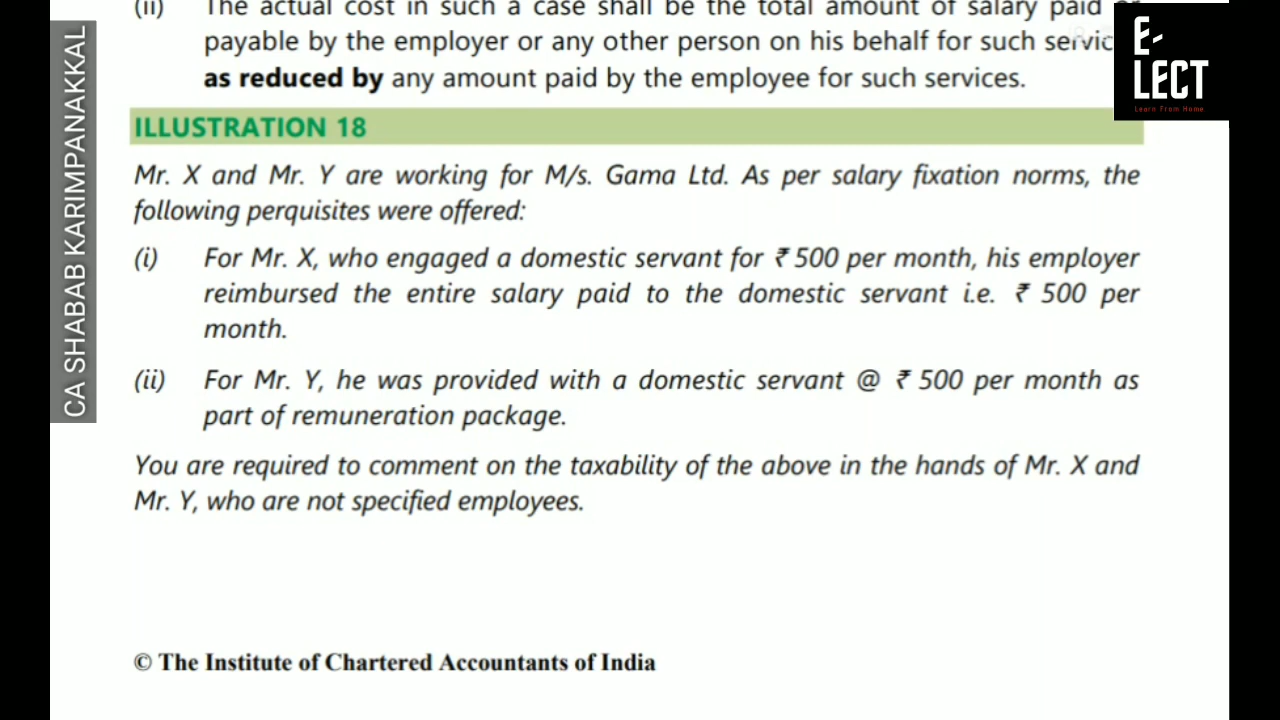 (ii) The actual cost in such a case shall be the total amount of salary paid or
payable by the employer or any other person on his behalf for such servic
as reduced by any amount paid by the employee for such services.
ILLUSTRATION 18
Mr. X and Mr. Y are working for M/s. Gama Ltd. As per salary fixation norms, the
following perquisites were offered:
(i) For Mr. X, who engaged a domestic servant for ₹ 500 per month, his employer
reimbursed the entire salary paid to the domestic servant i.e. ₹ 500 per
month.
(ii) For Mr. Y, he was provided with a domestic servant @ ₹ 500 per month as
part of remuneration package.
You are required to comment on the taxability of the above in the hands of Mr. X and
Mr. Y, who are not specified employees.
© The Institute of Chartered Accountants of India
CA SHABAB KARIMPANAKKAL
E-
LECT
Learn From Home